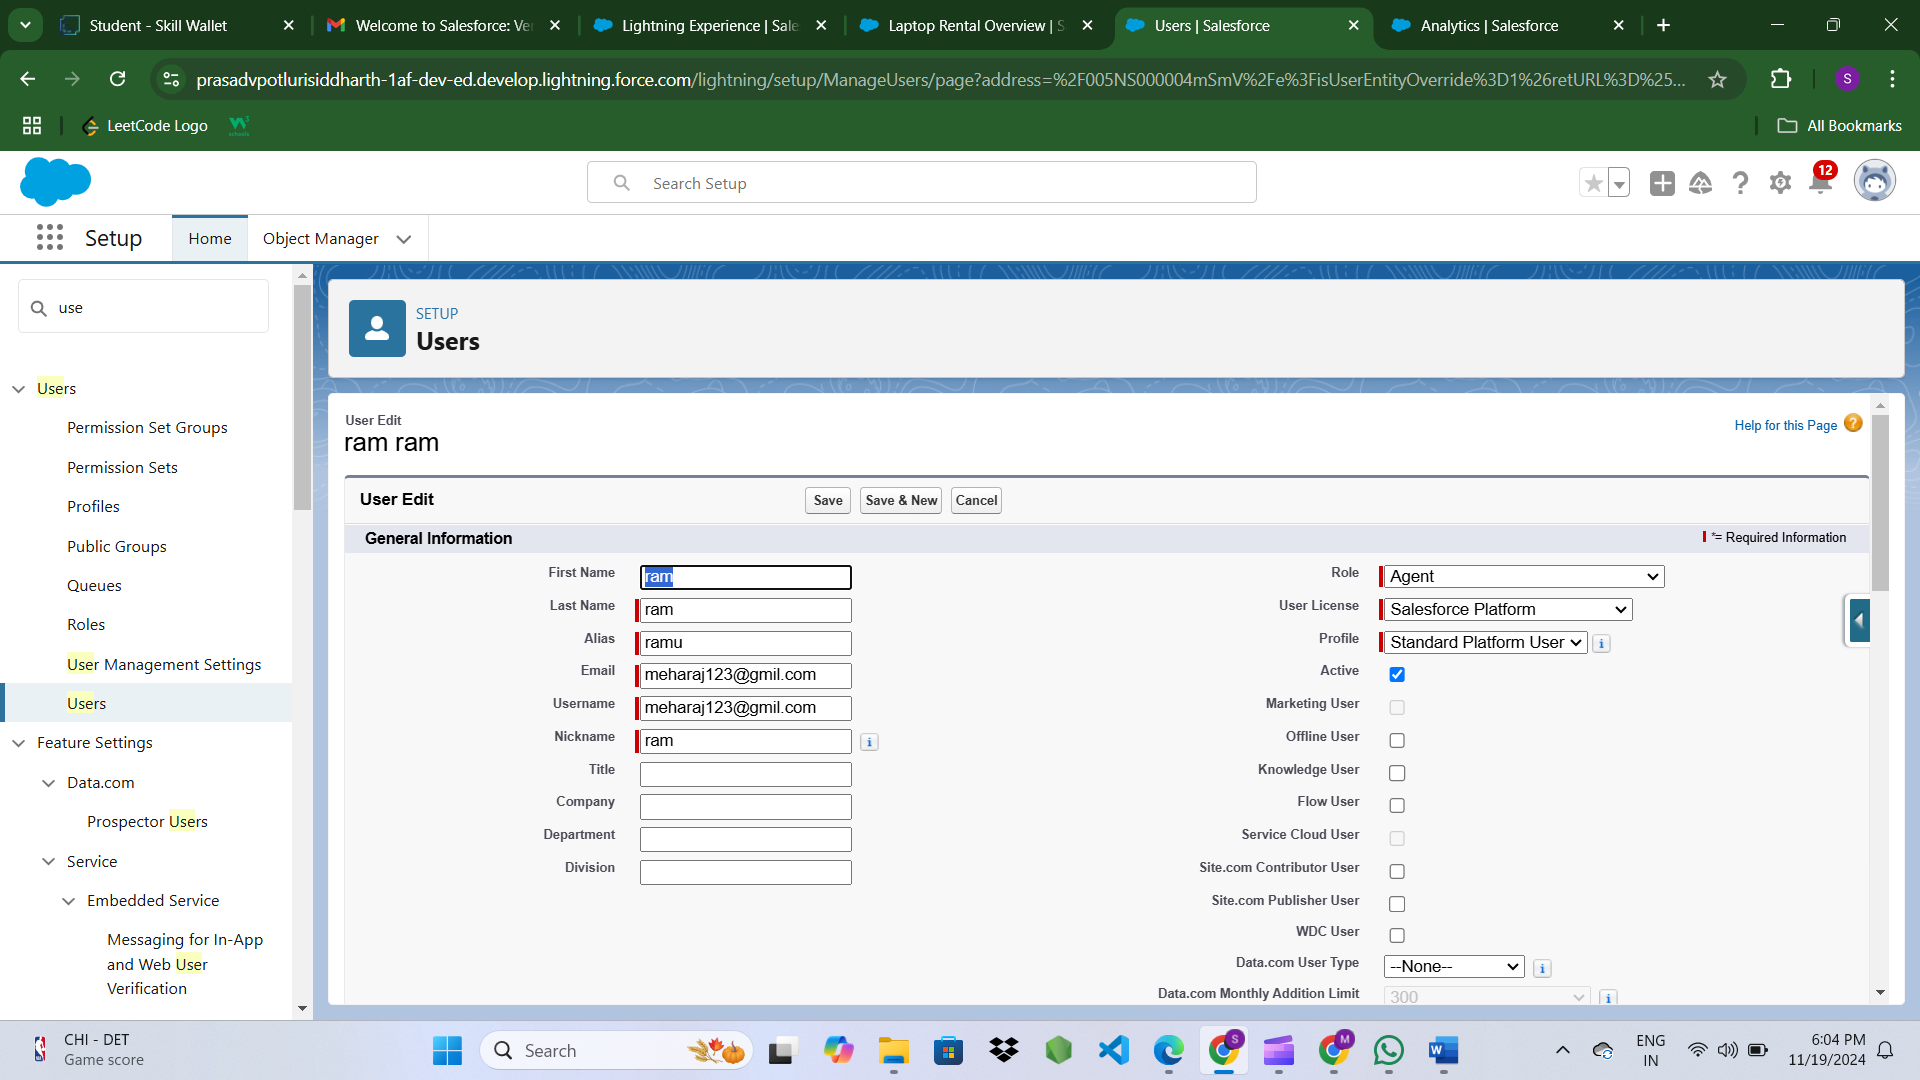 Student - Skill Wallet
Welcome to Salesforce: Ver
Lightning Experience | Sale
Laptop Rental Overview | S
Users | Salesforce
Analytics | Salesforce
prasadvpotlurisiddharth-1af-dev-ed.develop.lightning.force.com/lightning/setup/ManageUsers/page?address=%2F005NS000004mSmV%2Fe%3FisUserEntityOverride%3D1%26retURL%3D%25...
S
LeetCode Logo
All Bookmarks
Search Setup
12
Setup
Home
Object Manager
use
SETUP
Users
Users
Permission Set Groups
Permission Sets
Profiles
Public Groups
Queues
Roles
User Management Settings
Users
Feature Settings
Data.com
Prospector Users
Service
Embedded Service
Messaging for In-App
and Web User
Verification
User Edit
ram ram
Help for this Page
User Edit
Save
Save & New
Cancel
General Information
*= Required Information
First Name ram
Last Name ram
Alias ramu
Email meharaj123@gmil.com
Username meharaj123@gmil.com
Nickname ram
Title
Company
Department
Division
Role Agent
User License Salesforce Platform
Profile Standard Platform User
Active
Marketing User
Offline User
Knowledge User
Flow User
Service Cloud User
Site.com Contributor User
Site.com Publisher User
WDC User
Data.com User Type --None--
Data.com Monthly Addition Limit 300
CHI - DET
Game score
Search
ENG
IN
6:04 PM
11/19/2024